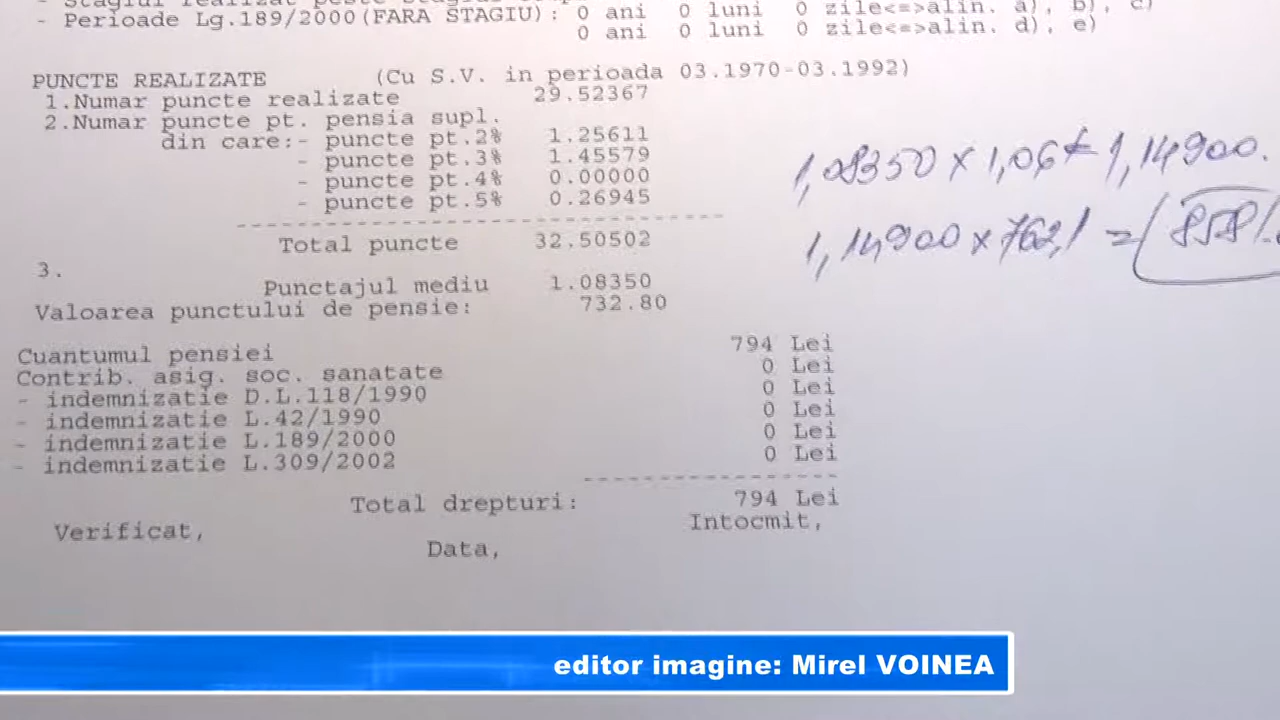 - Stagiul realizat peste stagiul
- Perioade Lg.189/2000(FARA STAGIU): 0 ani 0 luni 0 zile<=>alin. a), b), c)
0 ani 0 luni 0 zile<=>alin. d), e)
PUNCTE REALIZATE (Cu S.V. in perioada 03.1970-03.1992)
1.Numar puncte realizate 29.52367
2.Numar puncte pt. pensia supl.
din care:- puncte pt.2% 1.25611
- puncte pt.3% 1.45579
- puncte pt.4% 0.00000
- puncte pt.5% 0.26945
Total puncte 32.50502
3.
Punctajul mediu 1.08350
Valoarea punctului de pensie: 732.80
Cuantumul pensiei 794 Lei
Contrib. asig. soc. sanatate 0 Lei
- indemnizatie D.L.118/1990 0 Lei
- indemnizatie L.42/1990 0 Lei
- indemnizatie L.189/2000 0 Lei
- indemnizatie L.309/2002 0 Lei
Total drepturi: 794 Lei
Verificat, Intocmit,
Data,
1,08350 x 1,06 = 1,14900.
1,14900 x 762,1 =
editor imagine: Mirel VOINEA